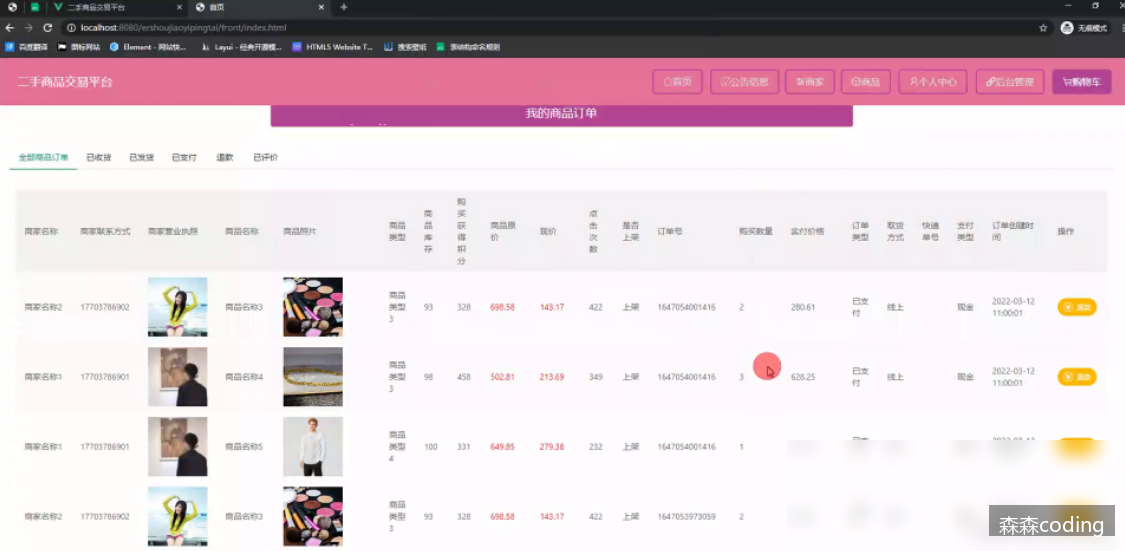 二手商品交易平台
首页
localhost:8080/ershoujiaoyipingtai/front/index.html
无痕模式
百度翻译
图标网站
Element - 网站快...
Layui - 经典开源模...
HTML5 Website T...
搜索壁纸
表结构命名规则
二手商品交易平台
首页
公告信息
商家
商品
个人中心
后台管理
购物车
我的商品订单
全部商品订单 已收货 已发货 已支付 退款 已评价
商家名称 商家联系方式 商家营业执照 商品名称 商品照片 商品类型 商品库存 购买获得积分 商品原价 现价 点击次数 是否上架 订单号 购买数量 实付价格 订单类型 取货方式 快递单号 支付类型 订单创建时间 操作
商家名称2 17703786902 商品名称3 商品类型3 93 328 698.58 143.17 422 上架 1647054001416 2 280.61 已支付 线上 现金 2022-03-12 11:00:01 退款
商家名称1 17703786901 商品名称4 商品类型3 98 458 502.81 213.69 349 上架 1647054001416 3 628.25 已支付 线上 现金 2022-03-12 11:00:01 退款
商家名称1 17703786901 商品名称5 商品类型4 100 331 649.85 279.38 232 上架 1647054001416 1
商家名称2 17703786902 商品名称3 商品类型3 93 328 698.58 143.17 422 上架 1647053973059 2
森森coding